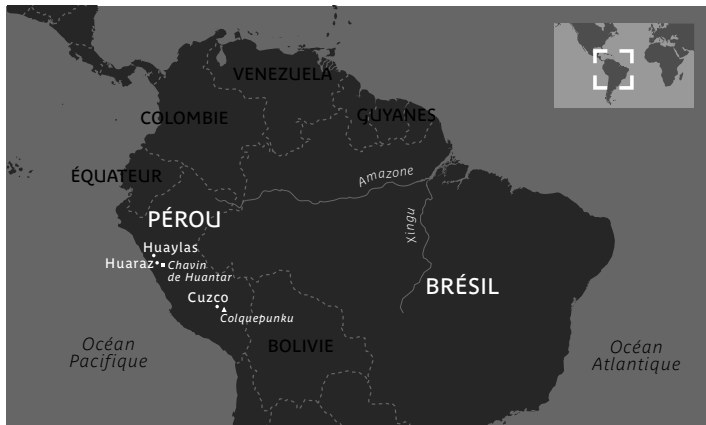 VENEZUELA
COLOMBIE
GUYANES
ÉQUATEUR
Amazone
PÉROU
Xingu
Huaylas
Huaraz
Chavin
de Huantar
BRÉSIL
Cuzco
Colquepunku
BOLIVIE
Océan
Pacifique
Océan
Atlantique